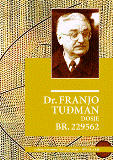 Dr. FRANJO
TUĐMAN
DOSJE
BR. 229562